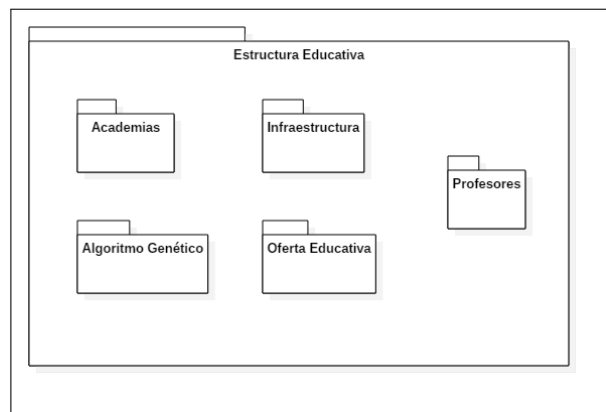 Estructura Educativa
Academias
Infraestructura
Profesores
Algoritmo Genético
Oferta Educativa